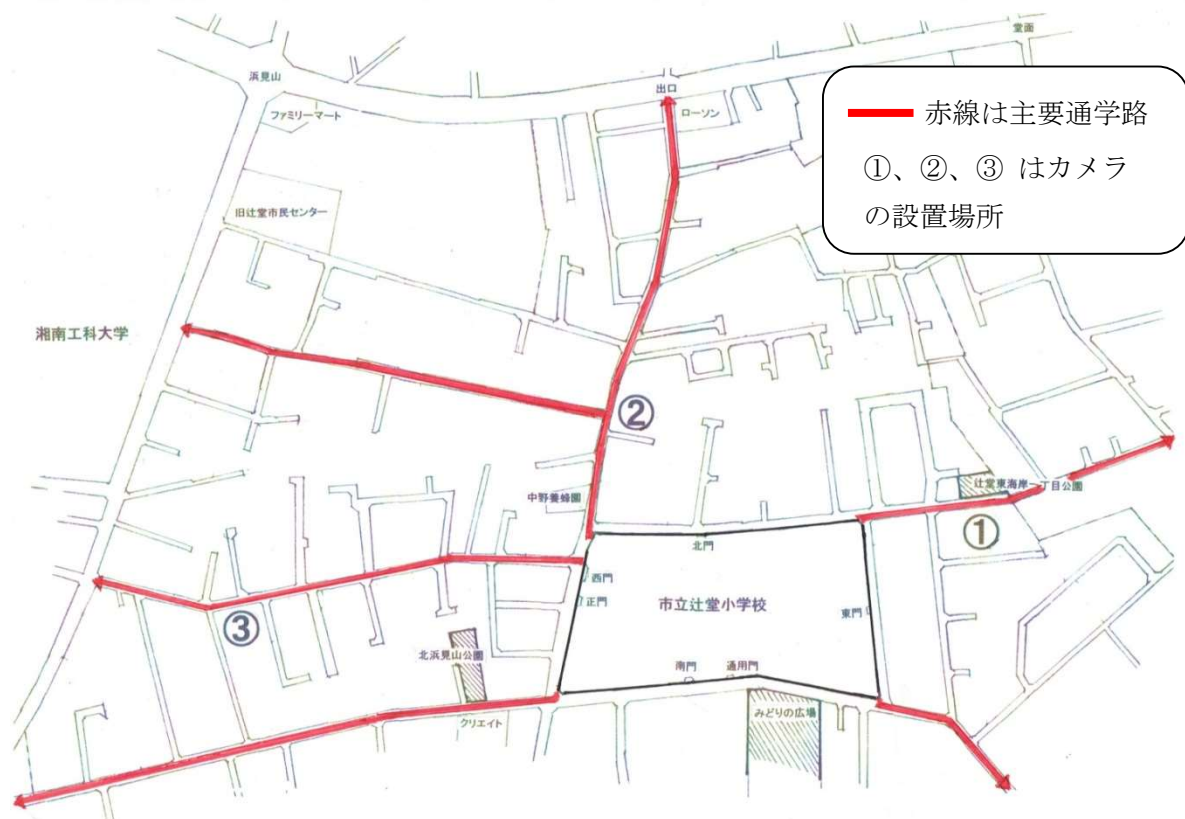 堂面
浜見山
出口
ファミリーマート
ローソン
赤線は主要通学路
①、②、③ はカメラ
の設置場所
旧辻堂市民センター
湘南工科大学
②
辻堂東海岸一丁目公園
中野養蜂園
①
北門
西門
正門
市立辻堂小学校
東門
③
北浜見山公園
南門
通用門
みどりの広場
クリエイト